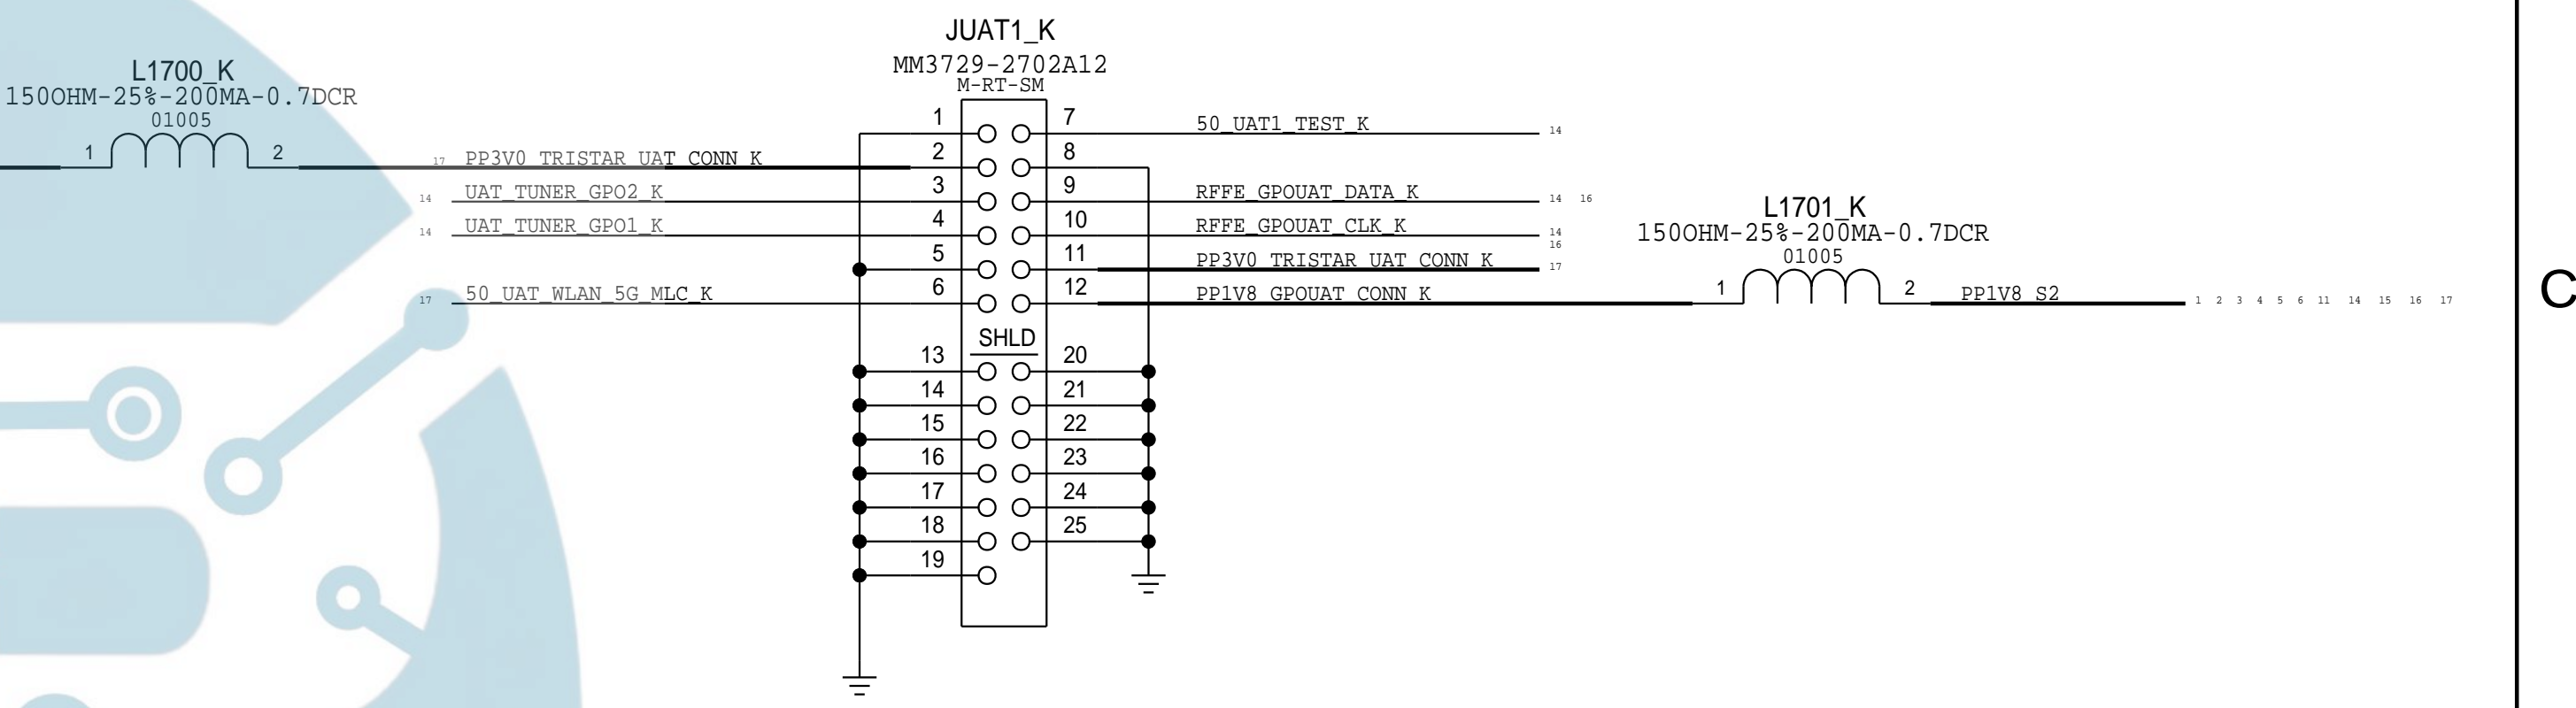 JUAT1_K
MM3729-2702A12
M-RT-SM
L1700_K
150OHM-25%-200MA-0.7DCR
01005
1 2
17 PP3V0_TRISTAR_UAT_CONN_K
14 UAT_TUNER_GPO2_K
14 UAT_TUNER_GPO1_K
17 50_UAT_WLAN_5G_MLC_K
1 7 50_UAT1_TEST_K 14
2 8
3 9 RFFE_GPOUAT_DATA_K 14 16
4 10 RFFE_GPOUAT_CLK_K 14
16
5 11 PP3V0_TRISTAR_UAT_CONN_K 17
6 12 PP1V8_GPOUAT_CONN_K
L1701_K
150OHM-25%-200MA-0.7DCR
01005
1 2 PP1V8_S2 1 2 3 4 5 6 11 14 15 16 17
C
SHLD
13 20
14 21
15 22
16 23
17 24
18 25
19